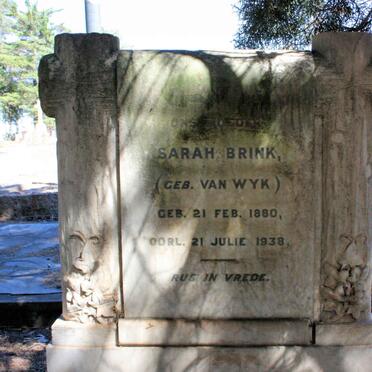 SARAH BRINK,
(GEB. VAN WYK)
GEB. 21 FEB. 1880,
OORL. 21 JULIE 1938.
RUS IN VREDE.